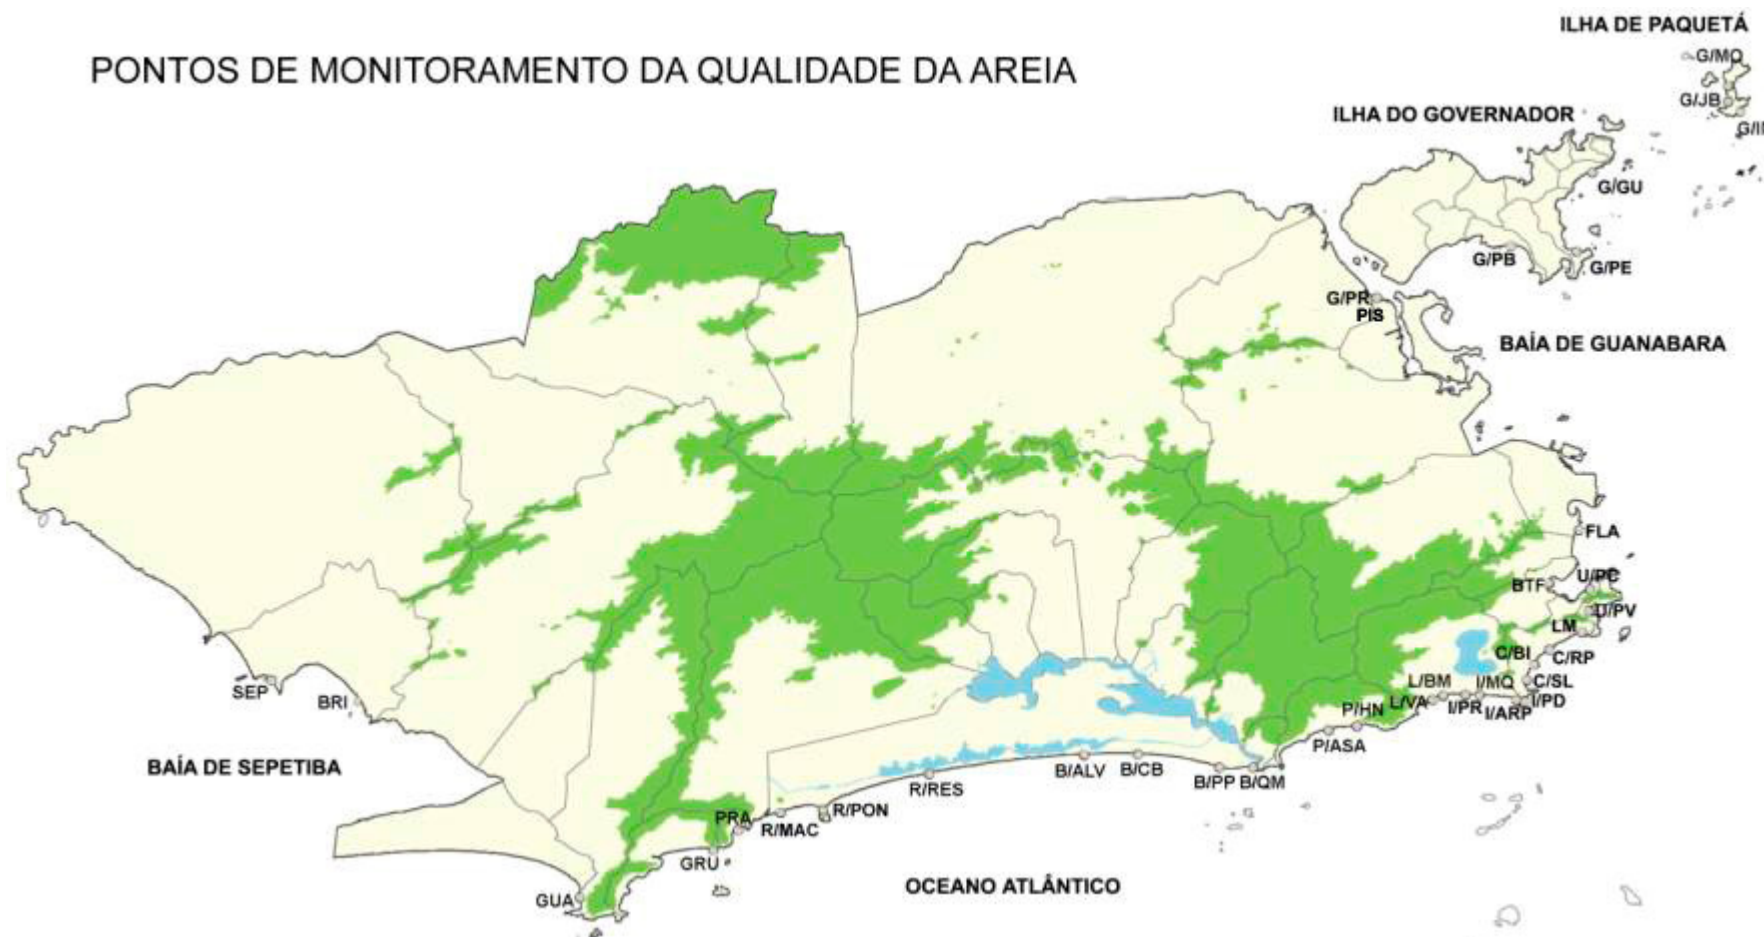 ILHA DE PAQUETÁ
G/MO
PONTOS DE MONITORAMENTO DA QUALIDADE DA AREIA
G/JB
ILHA DO GOVERNADOR
G/GU
G/PB
G/PE
G/PR
PIS
BAÍA DE GUANABARA
FLA
BTF
U/PC
U/PV
LM
C/BI
C/RP
L/BM
I/MQ
C/SL
SEP
BRI
L/VA
I/PR
I/ARP
I/PD
P/HN
P/ASA
BAÍA DE SEPETIBA
B/ALV
B/CB
B/PP
B/QM
R/RES
R/PON
PRA
R/MAC
GRU
OCEANO ATLÂNTICO
GUA